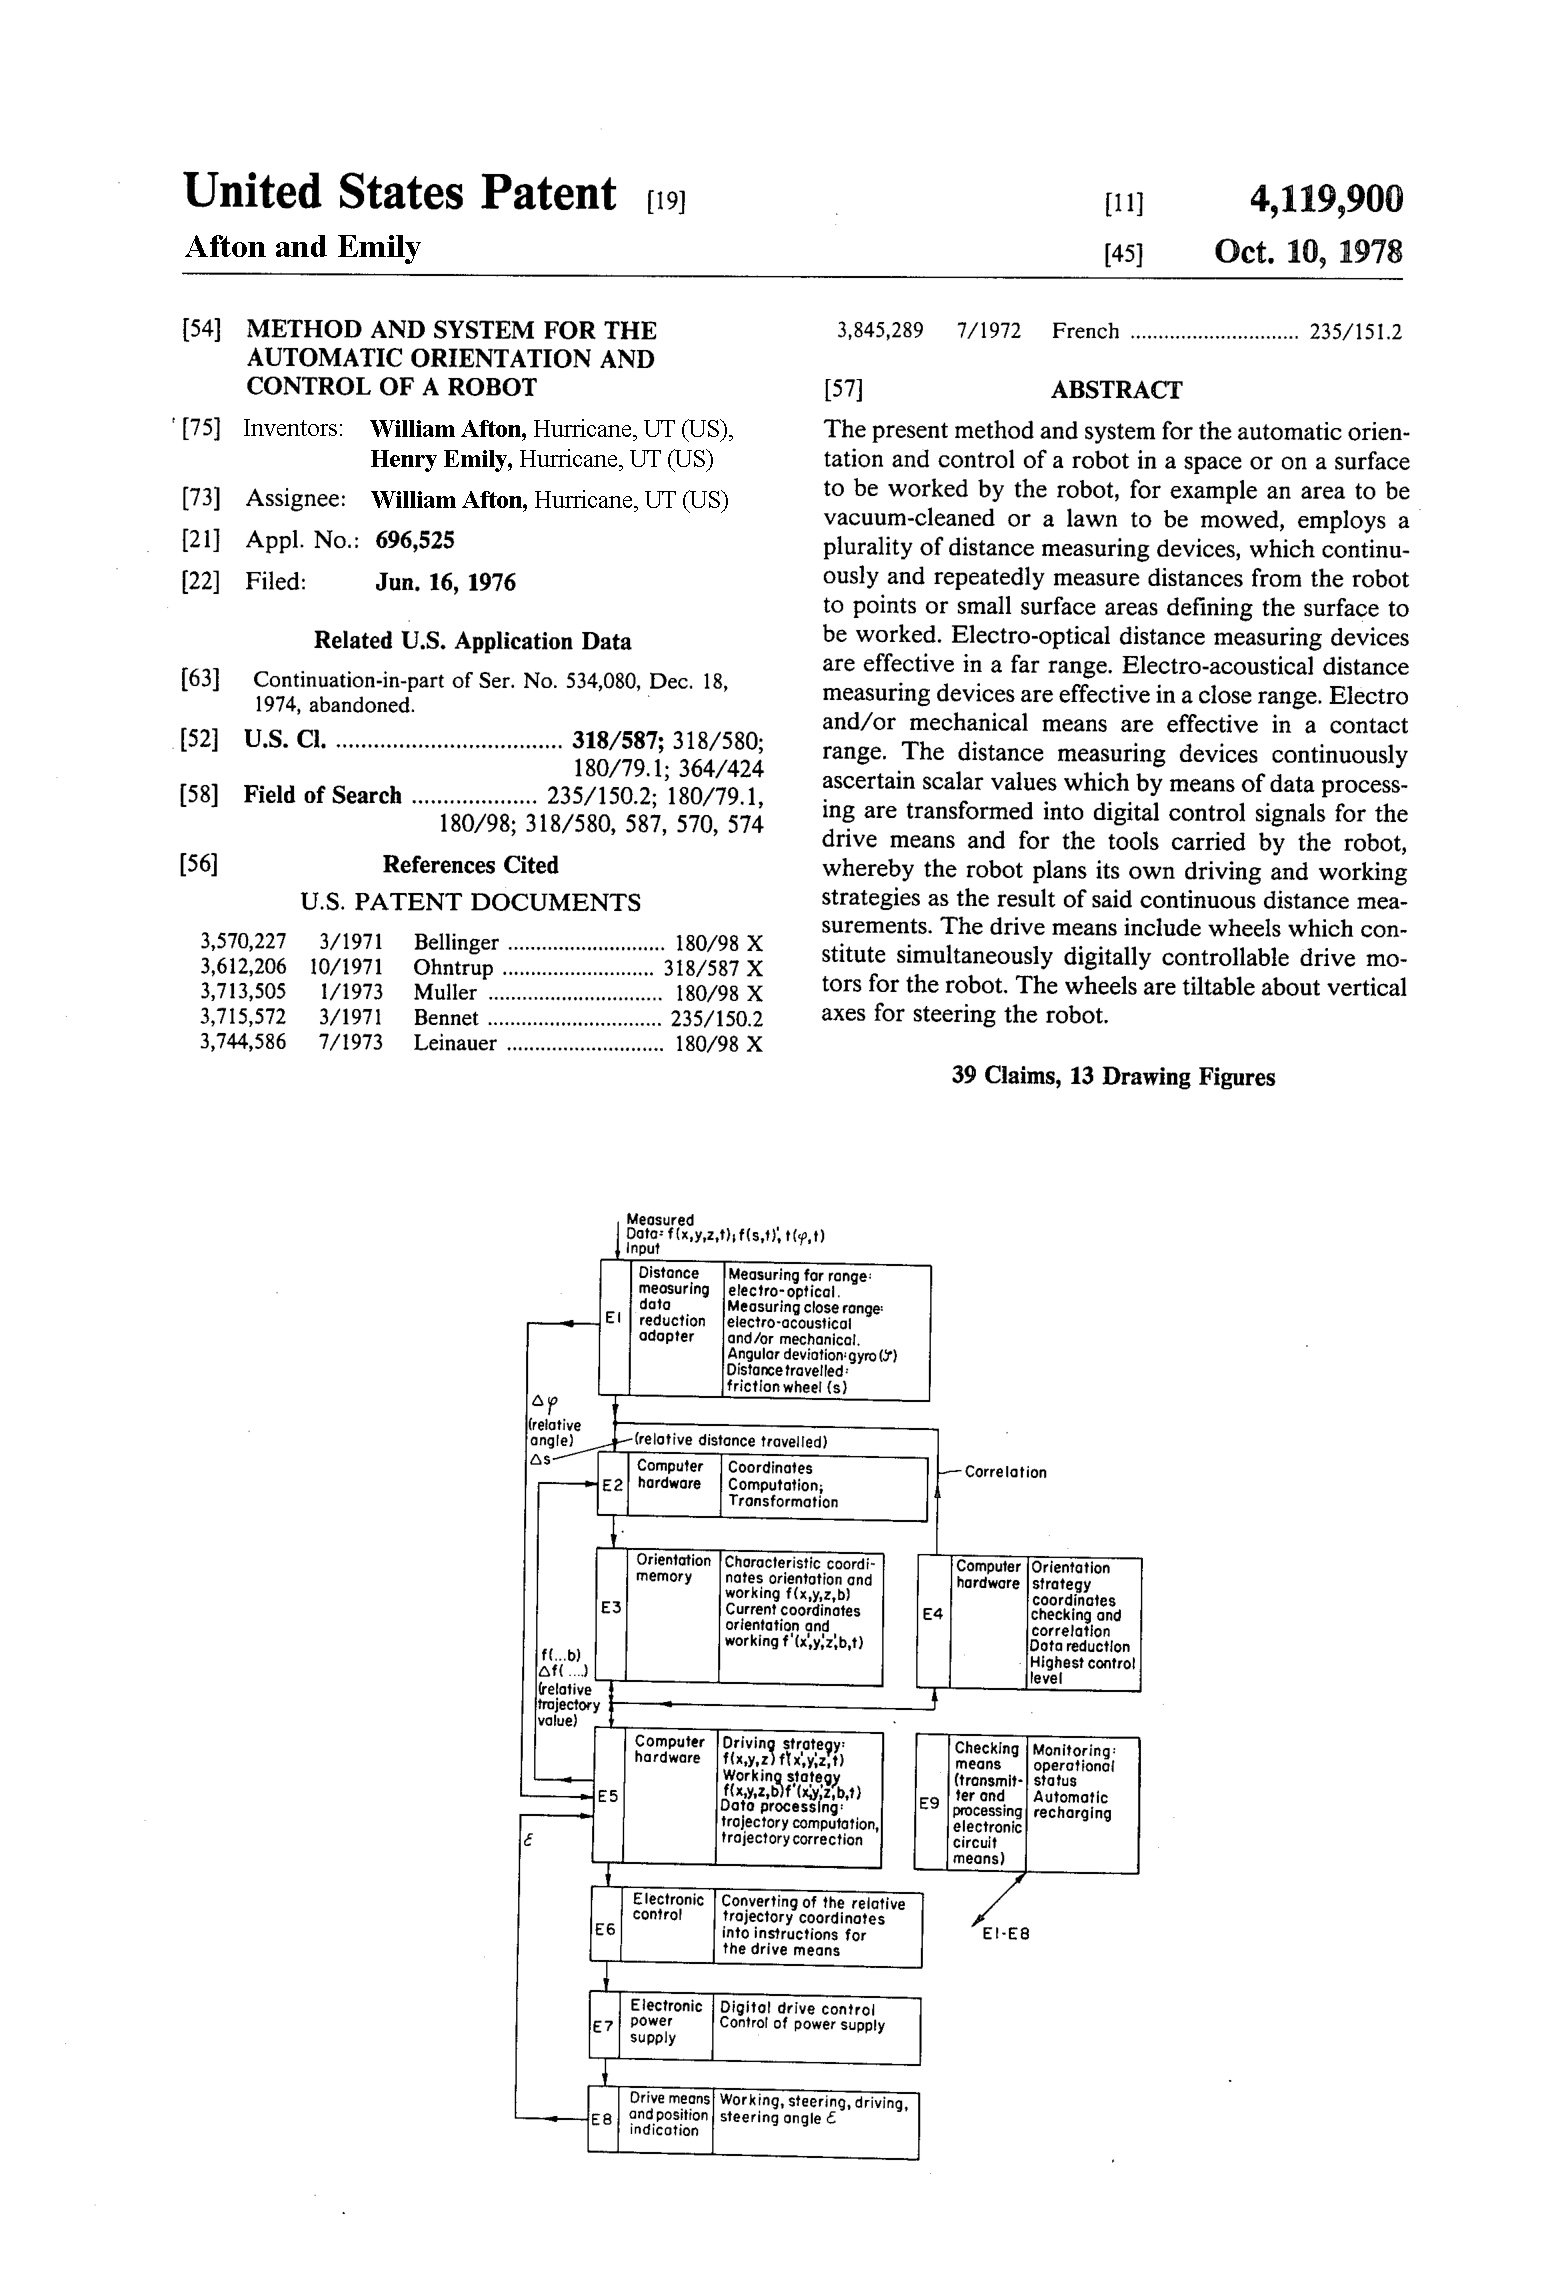 United States Patent [19]
Afton and Emily
[11] 4,119,900
[45] Oct. 10, 1978
[54] METHOD AND SYSTEM FOR THE
AUTOMATIC ORIENTATION AND
CONTROL OF A ROBOT
[75] Inventors: William Afton, Hurricane, UT (US),
Henry Emily, Hurricane, UT (US)
[73] Assignee: William Afton, Hurricane, UT (US)
[21] Appl. No.: 696,525
[22] Filed: Jun. 16, 1976
Related U.S. Application Data
[63] Continuation-in-part of Ser. No. 534,080, Dec. 18,
1974, abandoned.
[52] U.S. Cl. .................................... 318/587; 318/580;
180/79.1; 364/424
[58] Field of Search .................... 235/150.2; 180/79.1,
180/98; 318/580, 587, 570, 574
[56] References Cited
U.S. PATENT DOCUMENTS
3,570,227 3/1971 Bellinger ............................ 180/98 X
3,612,206 10/1971 Ohntrup ........................... 318/587 X
3,713,505 1/1973 Muller ............................... 180/98 X
3,715,572 3/1971 Bennet ............................... 235/150.2
3,744,586 7/1973 Leinauer ............................ 180/98 X
3,845,289 7/1972 French .............................. 235/151.2
[57] ABSTRACT
The present method and system for the automatic orien-
tation and control of a robot in a space or on a surface
to be worked by the robot, for example an area to be
vacuum-cleaned or a lawn to be mowed, employs a
plurality of distance measuring devices, which continu-
ously and repeatedly measure distances from the robot
to points or small surface areas defining the surface to
be worked. Electro-optical distance measuring devices
are effective in a far range. Electro-acoustical distance
measuring devices are effective in a close range. Electro
and/or mechanical means are effective in a contact
range. The distance measuring devices continuously
ascertain scalar values which by means of data process-
ing are transformed into digital control signals for the
drive means and for the tools carried by the robot,
whereby the robot plans its own driving and working
strategies as the result of said continuous distance mea-
surements. The drive means include wheels which con-
stitute simultaneously digitally controllable drive mo-
tors for the robot. The wheels are tiltable about vertical
axes for steering the robot.
39 Claims, 13 Drawing Figures
Measured
Data= f(x,y,z,t); f(s,t); t(φ,t)
Input
E1
Distance
measuring
data
reduction
adapter
Measuring far range:
electro-optical.
Measuring close range:
electro-acoustical
and/or mechanical.
Angular deviation: gyro (𝒮)
Distance travelled:
friction wheel (s)
Δφ
(relative
angle)
Δs
(relative distance travelled)
E2
Computer
hardware
Coordinates
Computation;
Transformation
Correlation
E3
Orientation
memory
Characteristic coordi-
nates orientation and
working f(x,y,z,b)
Current coordinates
orientation and
working f'(x',y',z',b,t)
E4
Computer
hardware
Orientation
strategy
coordinates
checking and
correlation
Data reduction
Highest control
level
f(...b)
Δf(....)
(relative
trajectory
value)
E5
Computer
hardware
Driving strategy:
f(x,y,z) f'(x',y',z',t)
Working stategy
f(x,y,z,b)f'(x',y',z',b,t)
Data processing:
trajectory computation,
trajectory correction
E9
Checking
means
(transmit-
ter and
processing
electronic
circuit
means)
Monitoring:
operational
status
Automatic
recharging
E1-E8
ε
E6
Electronic
control
Converting of the relative
trajectory coordinates
into instructions for
the drive means
E7
Electronic
power
supply
Digital drive control
Control of power supply
E8
Drive means
and position
indication
Working, steering, driving,
steering angle ε